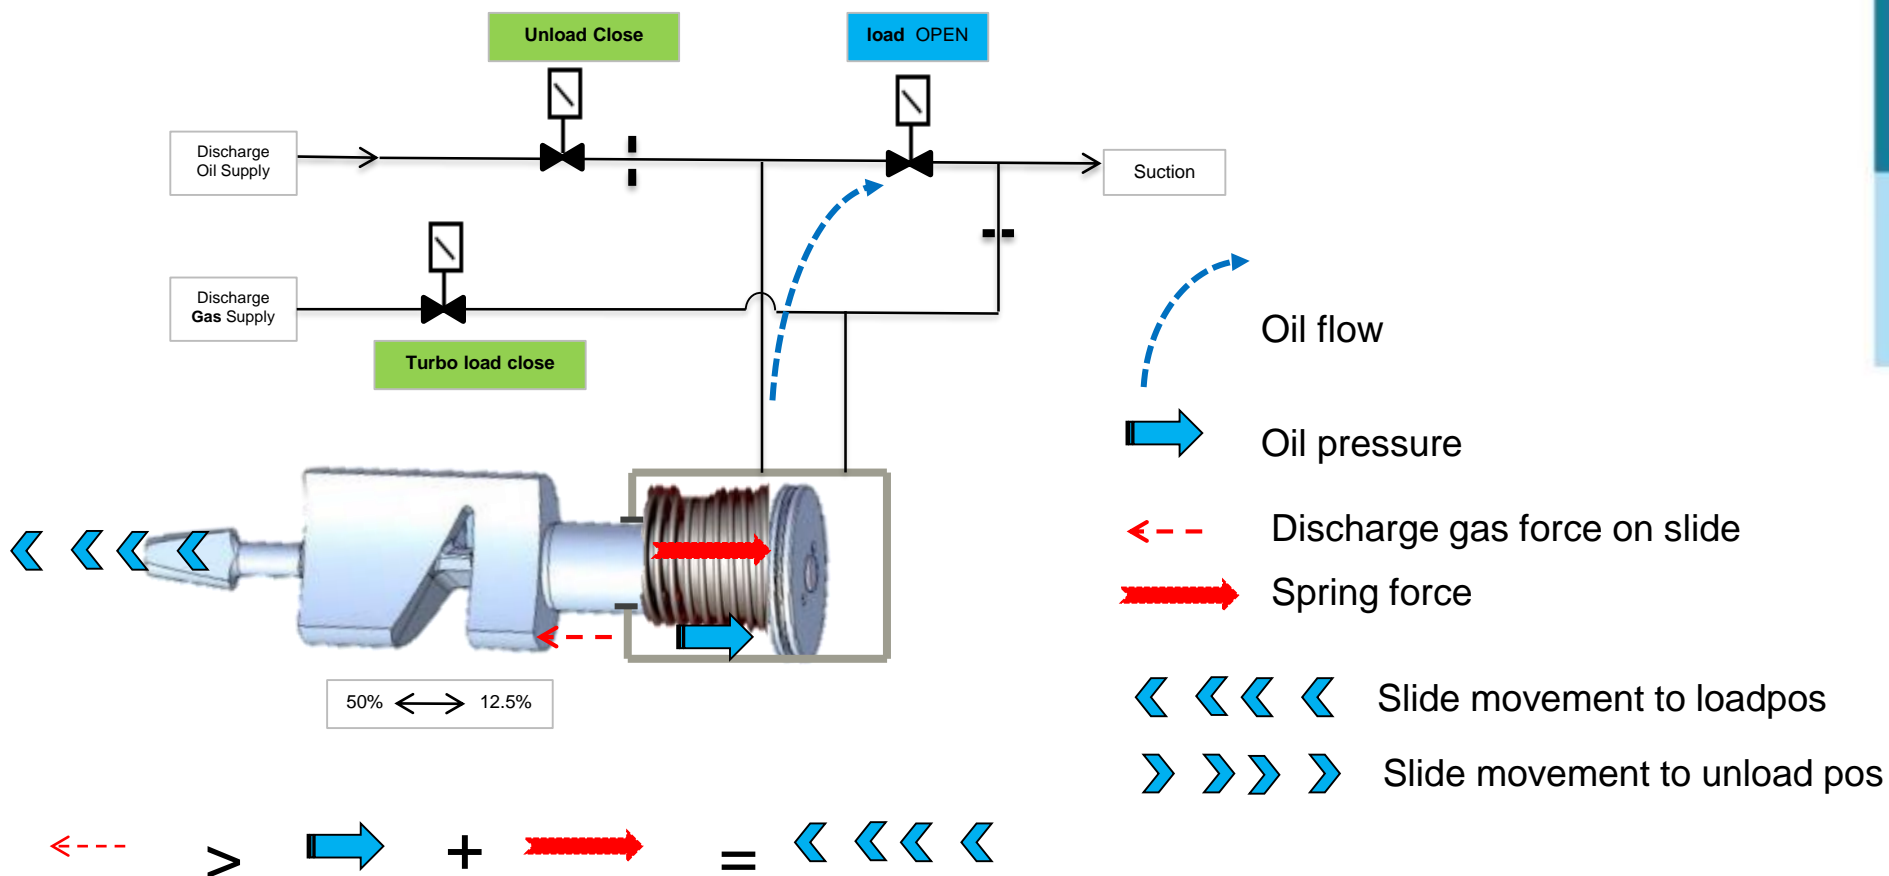 Unload Close
load OPEN
Discharge
Oil Supply
Suction
Discharge
Gas Supply
Turbo load close
Oil flow
Oil pressure
Discharge gas force on slide
Spring force
50% 12.5%
Slide movement to loadpos
Slide movement to unload pos
> + =